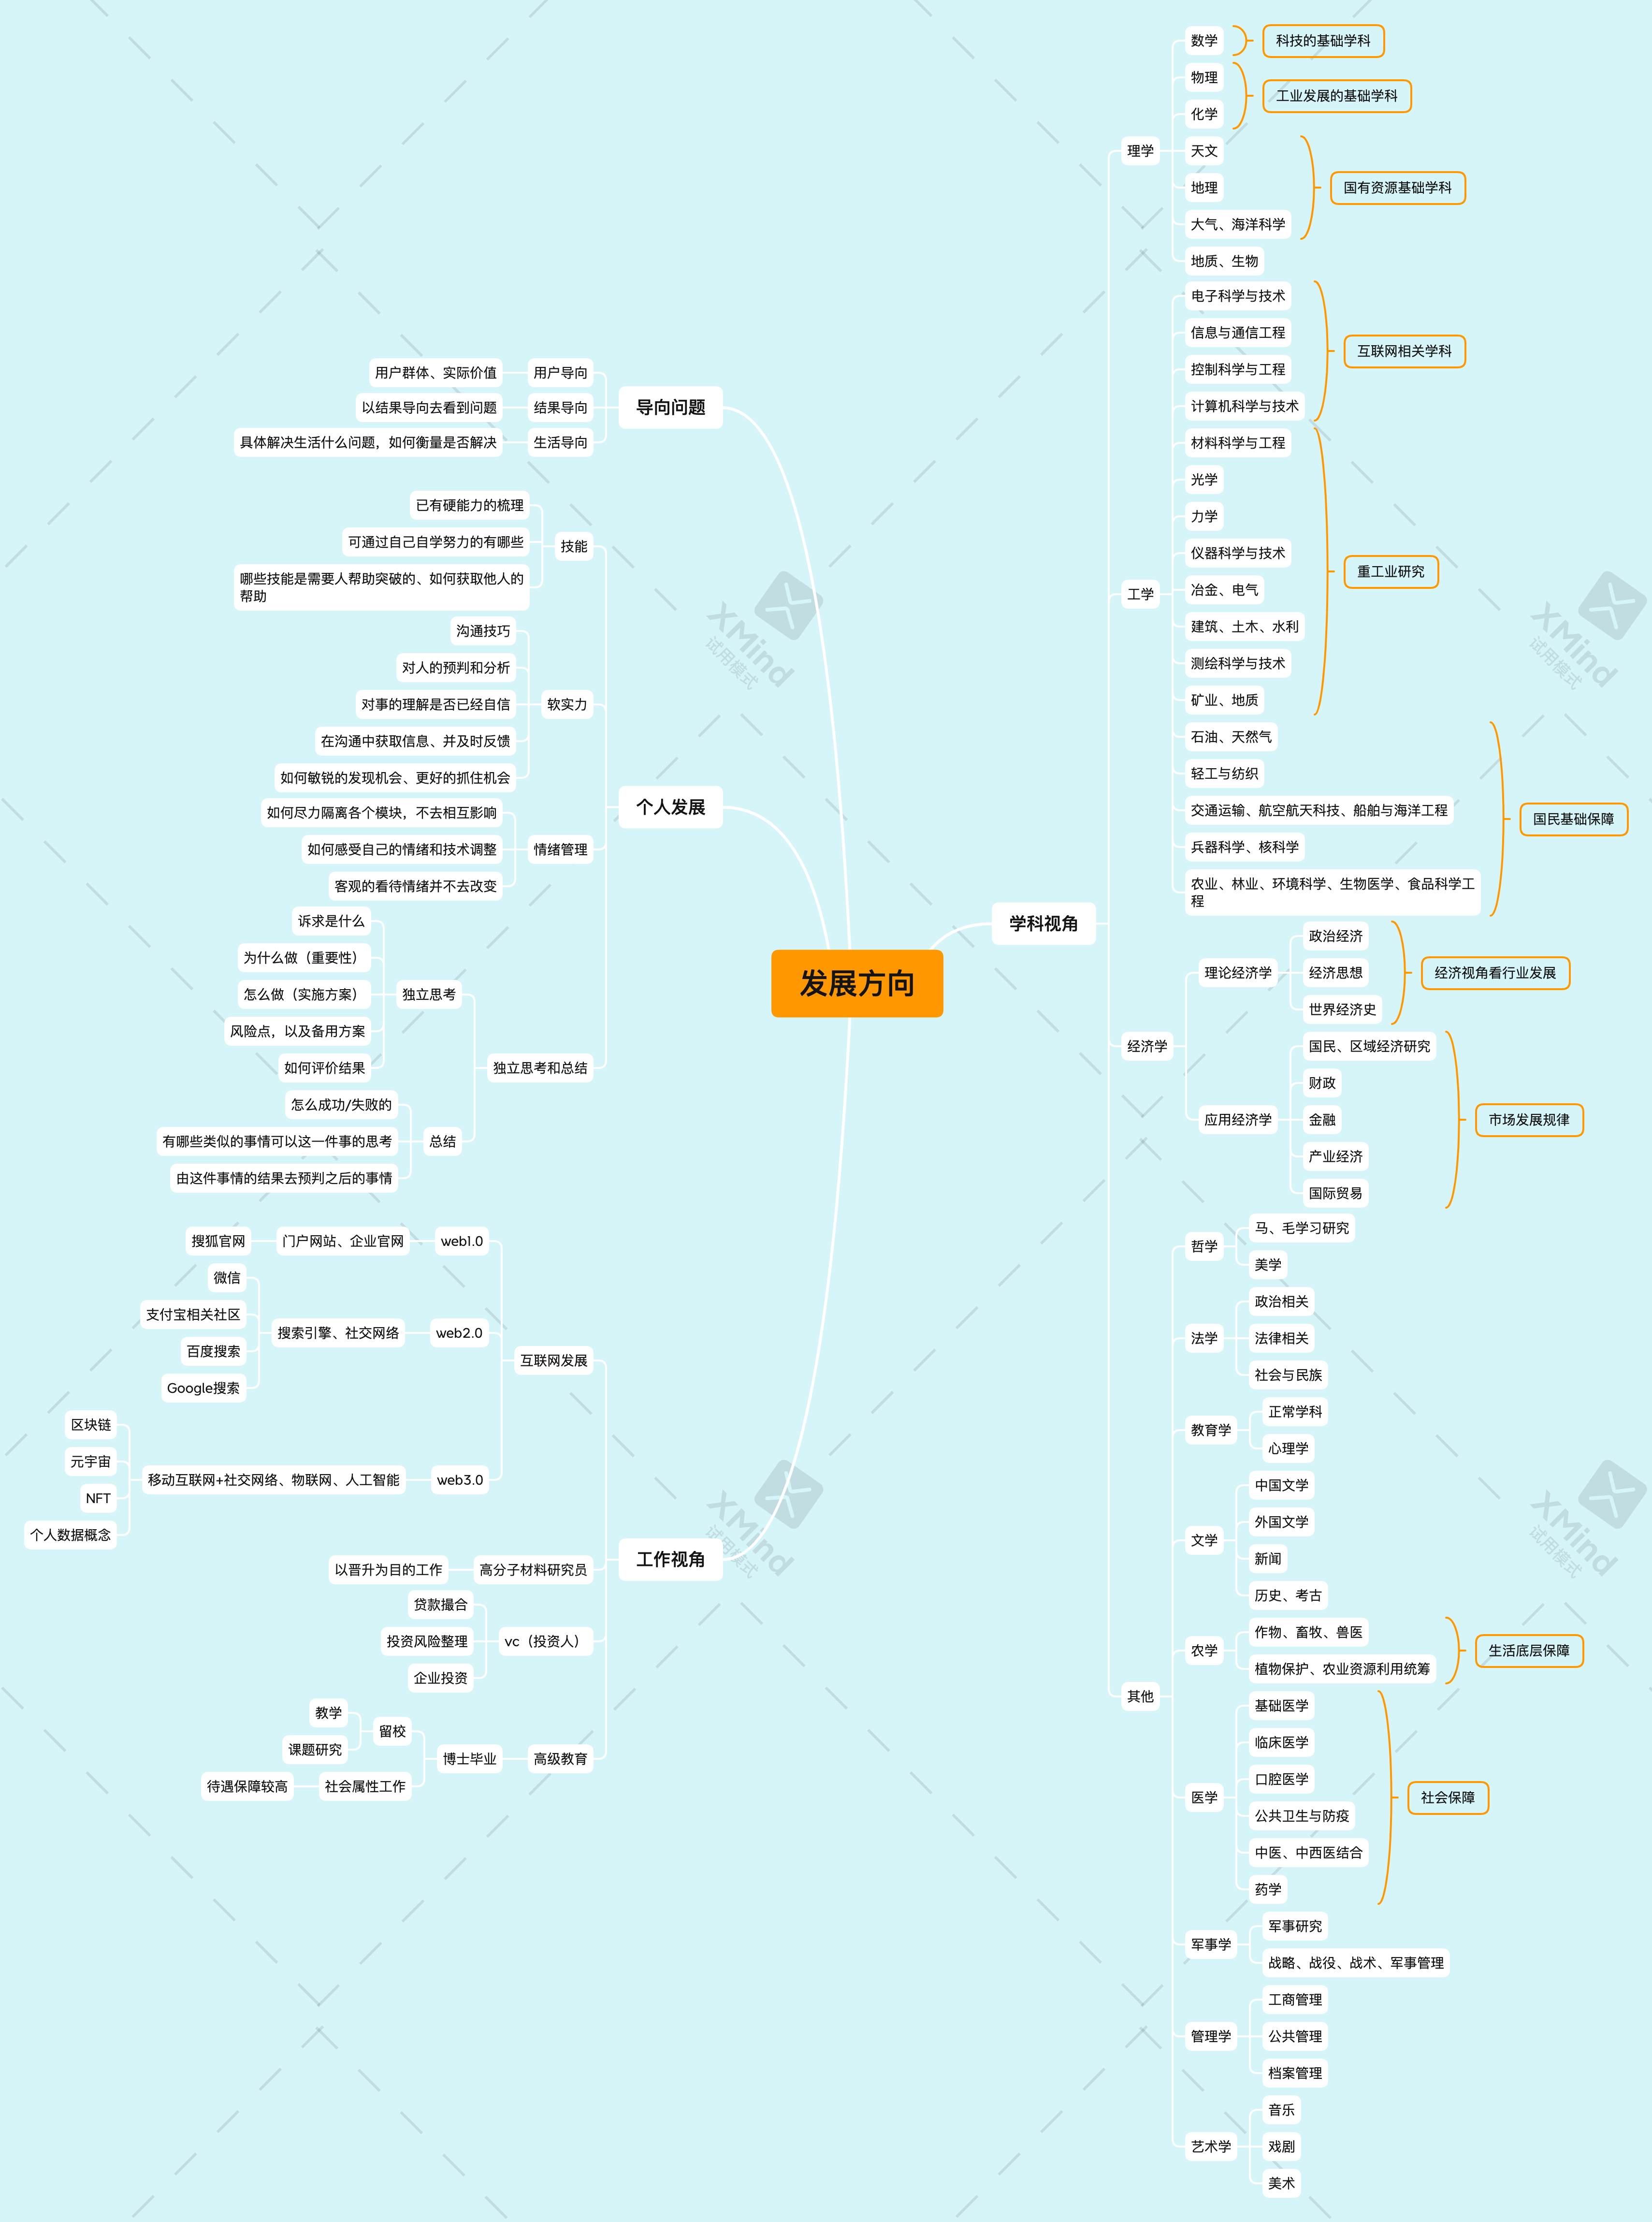 发展方向
学科视角
理学
数学
科技的基础学科
物理
化学
工业发展的基础学科
天文
地理
大气、海洋科学
国有资源基础学科
地质、生物
工学
电子科学与技术
信息与通信工程
控制科学与工程
计算机科学与技术
互联网相关学科
材料科学与工程
光学
力学
仪器科学与技术
冶金、电气
建筑、土木、水利
测绘科学与技术
矿业、地质
重工业研究
石油、天然气
轻工与纺织
交通运输、航空航天科技、船舶与海洋工程
兵器科学、核科学
农业、林业、环境科学、生物医学、食品科学工
程
国民基础保障
经济学
理论经济学
政治经济
经济思想
世界经济史
经济视角看行业发展
应用经济学
国民、区域经济研究
财政
金融
产业经济
国际贸易
市场发展规律
其他
哲学
马、毛学习研究
美学
法学
政治相关
法律相关
社会与民族
教育学
正常学科
心理学
文学
中国文学
外国文学
新闻
历史、考古
农学
作物、畜牧、兽医
植物保护、农业资源利用统筹
生活底层保障
医学
基础医学
临床医学
口腔医学
公共卫生与防疫
中医、中西医结合
药学
社会保障
军事学
军事研究
战略、战役、战术、军事管理
管理学
工商管理
公共管理
档案管理
艺术学
音乐
戏剧
美术
导向问题
用户导向
用户群体、实际价值
结果导向
以结果导向去看到问题
生活导向
具体解决生活什么问题，如何衡量是否解决
个人发展
技能
已有硬能力的梳理
可通过自己自学努力的有哪些
哪些技能是需要人帮助突破的、如何获取他人的
帮助
软实力
沟通技巧
对人的预判和分析
对事的理解是否已经自信
在沟通中获取信息、并及时反馈
如何敏锐的发现机会、更好的抓住机会
情绪管理
如何尽力隔离各个模块，不去相互影响
如何感受自己的情绪和技术调整
客观的看待情绪并不去改变
独立思考和总结
独立思考
诉求是什么
为什么做（重要性）
怎么做（实施方案）
风险点，以及备用方案
如何评价结果
总结
怎么成功/失败的
有哪些类似的事情可以这一件事的思考
由这件事情的结果去预判之后的事情
工作视角
互联网发展
web1.0
门户网站、企业官网
搜狐官网
web2.0
搜索引擎、社交网络
微信
支付宝相关社区
百度搜索
Google搜索
web3.0
移动互联网+社交网络、物联网、人工智能
区块链
元宇宙
NFT
个人数据概念
高分子材料研究员
以晋升为目的工作
vc（投资人）
贷款撮合
投资风险整理
企业投资
高级教育
博士毕业
留校
教学
课题研究
社会属性工作
待遇保障较高
XMind
试用模式
XMind
试用模式
XMind
试用模式
XMind
试用模式